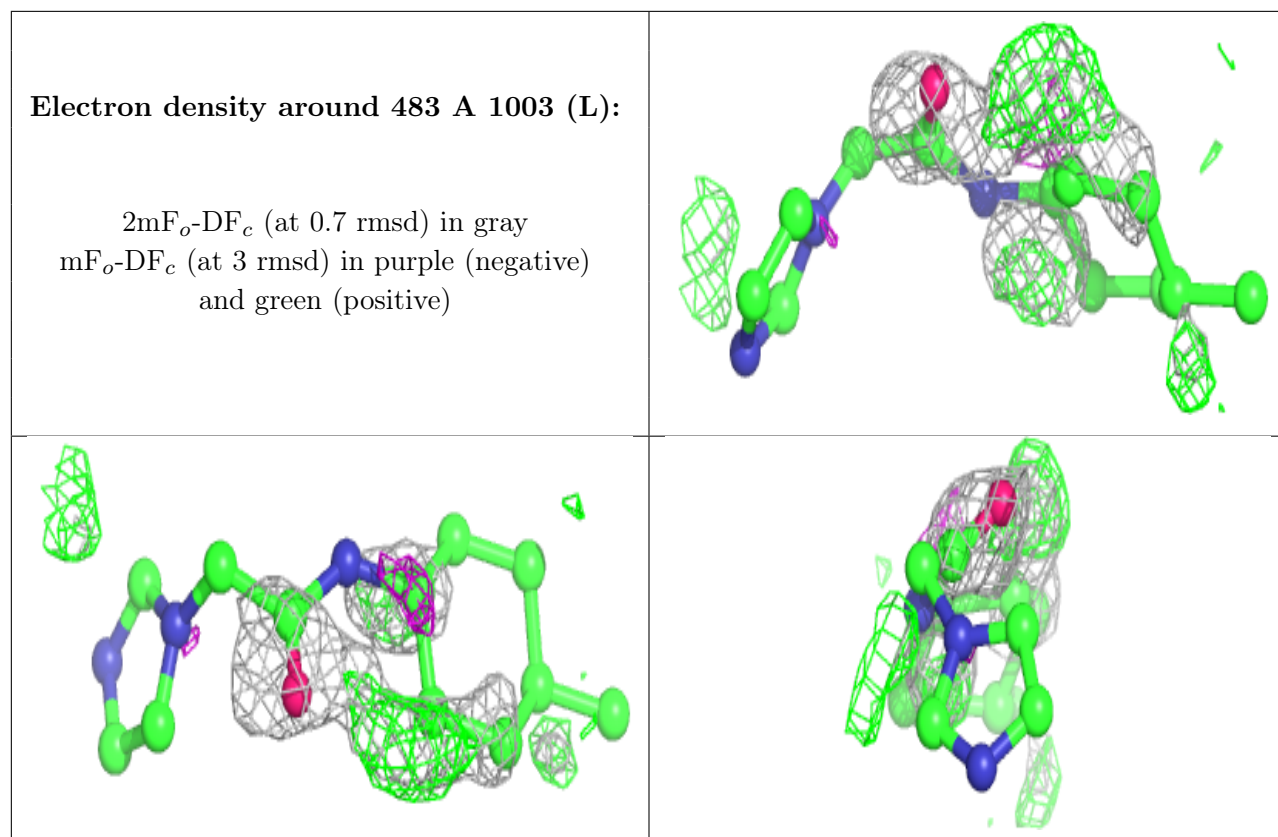 Electron density around 483 A 1003 (L):
2mFo-DFc (at 0.7 rmsd) in gray
mFo-DFc (at 3 rmsd) in purple (negative)
and green (positive)